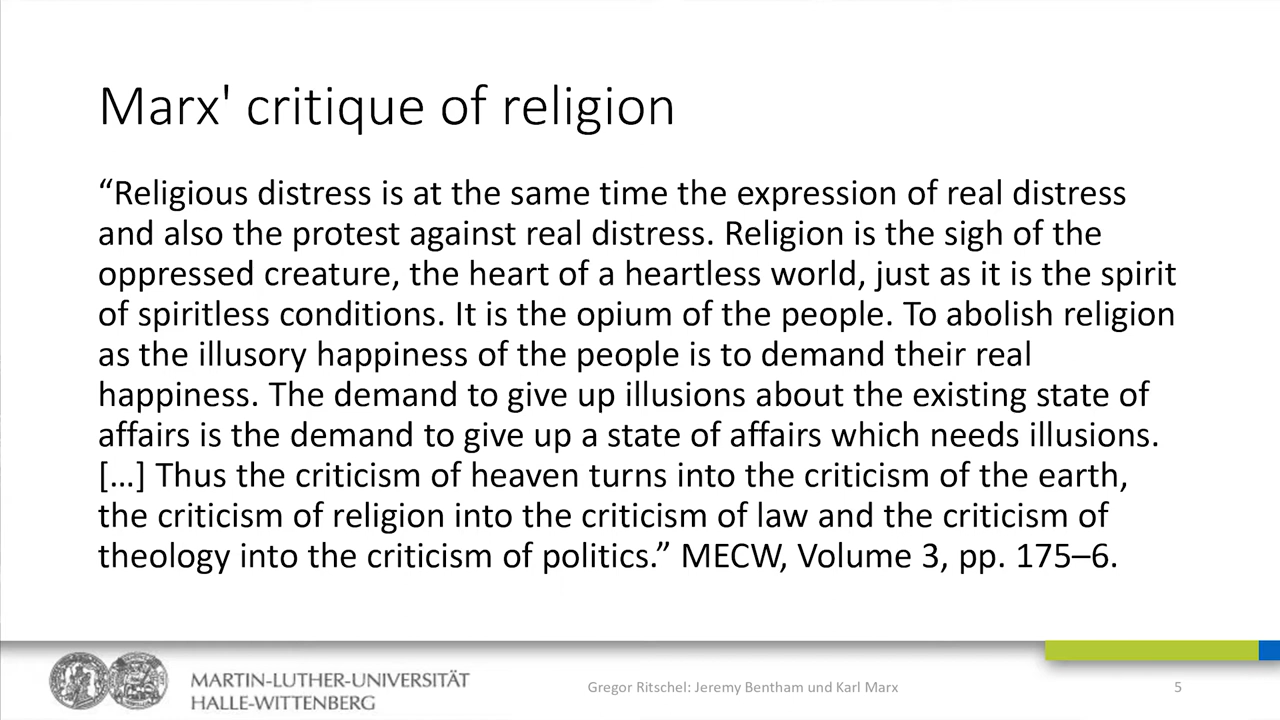 Marx' critique of religion
“Religious distress is at the same time the expression of real distress
and also the protest against real distress. Religion is the sigh of the
oppressed creature, the heart of a heartless world, just as it is the spirit
of spiritless conditions. It is the opium of the people. To abolish religion
as the illusory happiness of the people is to demand their real
happiness. The demand to give up illusions about the existing state of
affairs is the demand to give up a state of affairs which needs illusions.
[…] Thus the criticism of heaven turns into the criticism of the earth,
the criticism of religion into the criticism of law and the criticism of
theology into the criticism of politics.” MECW, Volume 3, pp. 175–6.
MARTIN-LUTHER-UNIVERSITÄT
HALLE-WITTENBERG
Gregor Ritschel: Jeremy Bentham und Karl Marx
5